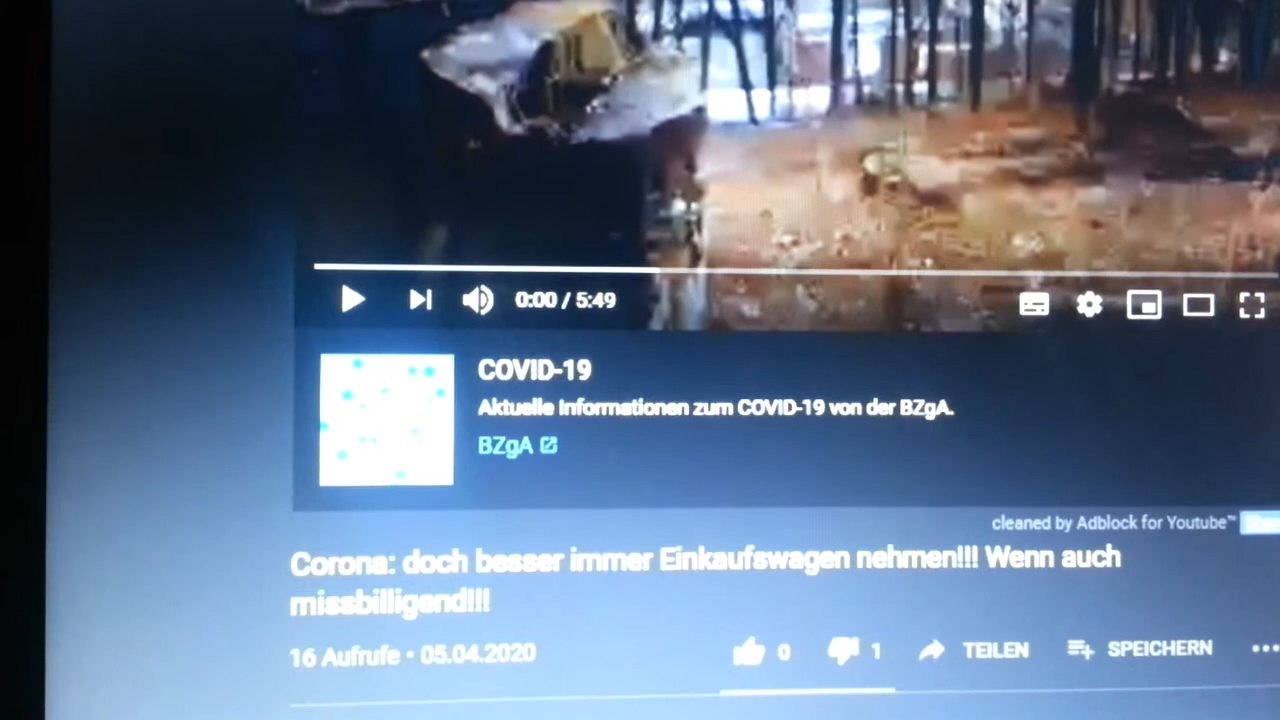 0:00 / 5:49
COVID-19
Aktuelle Informationen zum COVID-19 von der BZgA.
BZgA
cleaned by Adblock for Youtube™
Corona: doch besser immer Einkaufswagen nehmen!!! Wenn auch
missbilligend!!!
16 Aufrufe • 05.04.2020
0 1 TEILEN SPEICHERN